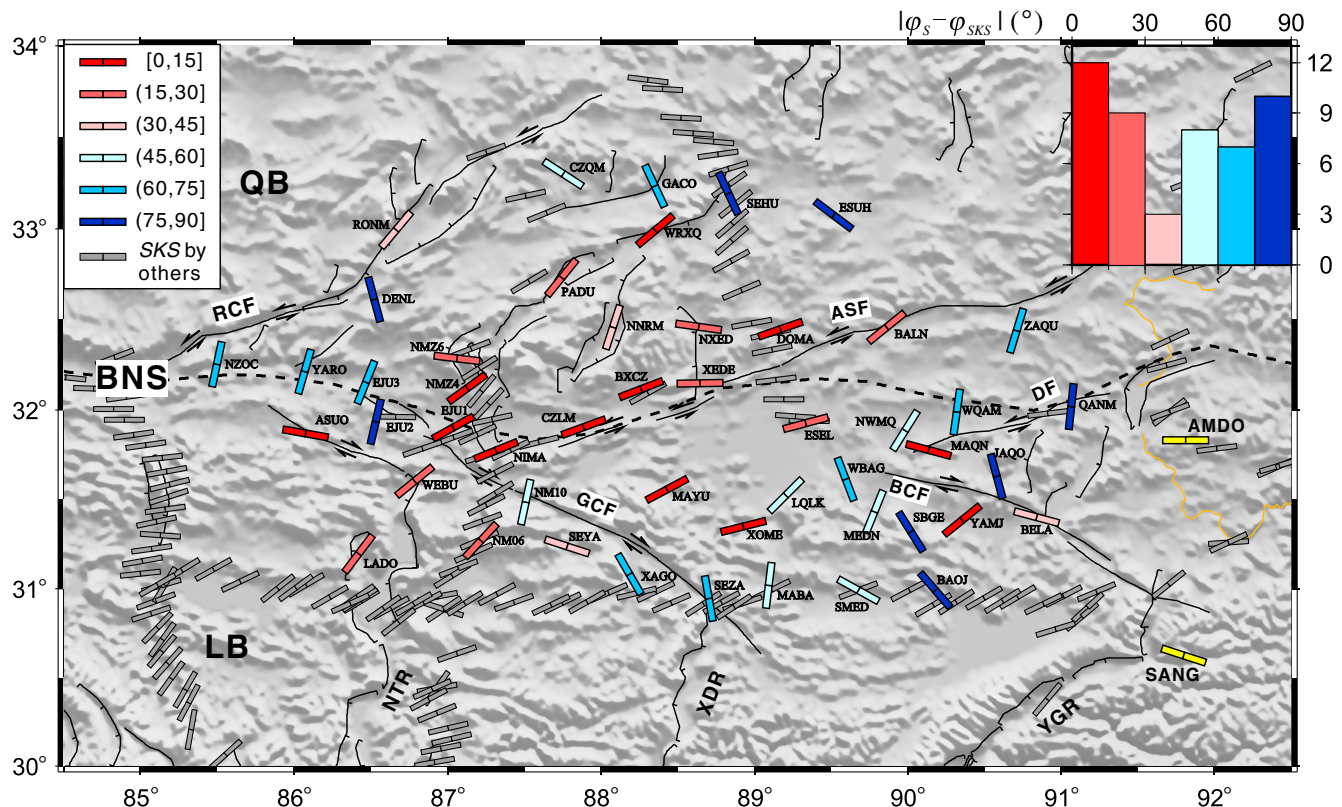 |φS−φSKS| (°)
0 30 60 90
12
9
6
3
0
[0,15]
(15,30]
(30,45]
(45,60]
(60,75]
(75,90]
SKS by
others
34°
33°
32°
31°
30°
85° 86° 87° 88° 89° 90° 91° 92°
QB
CZQM
GACO
SEHU
ESUH
RONM
WRXQ
PADU
DENL
RCF
NNRM
NXED
DOMA
ASF
BALN
ZAQU
NZOC
YARO
NMZ6
BNS
EJU3
NMZ4
BXCZ
XEDE
DF
ASUO
EJU2
EJU1
CZLM
ESEL
NWMQ
WQAM
QANM
AMDO
NIMA
MAQN
WEBU
NM10
GCF
MAYU
LQLK
WBAG
BCF
JAQO
NM06
SEYA
XOME
MEDN
SBGE
YAMJ
BELA
LADO
XAGO
SEZA
MABA
SMED
BAOJ
LB
NTR
XDR
YGR
SANG